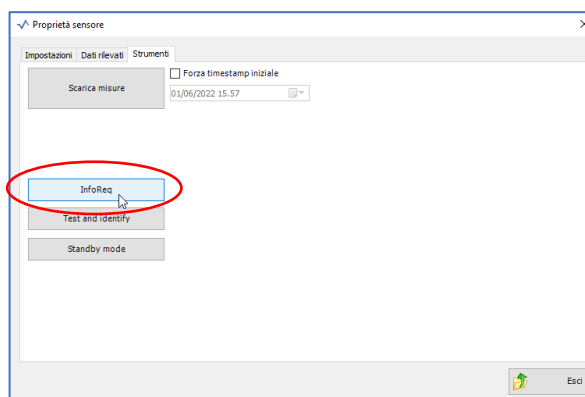 Proprietà sensore
Impostazioni Dati rilevati Strumenti
Scarica misure
Forza timestamp iniziale
01/06/2022 15.57
InfoReq
Test and identify
Standby mode
Esci